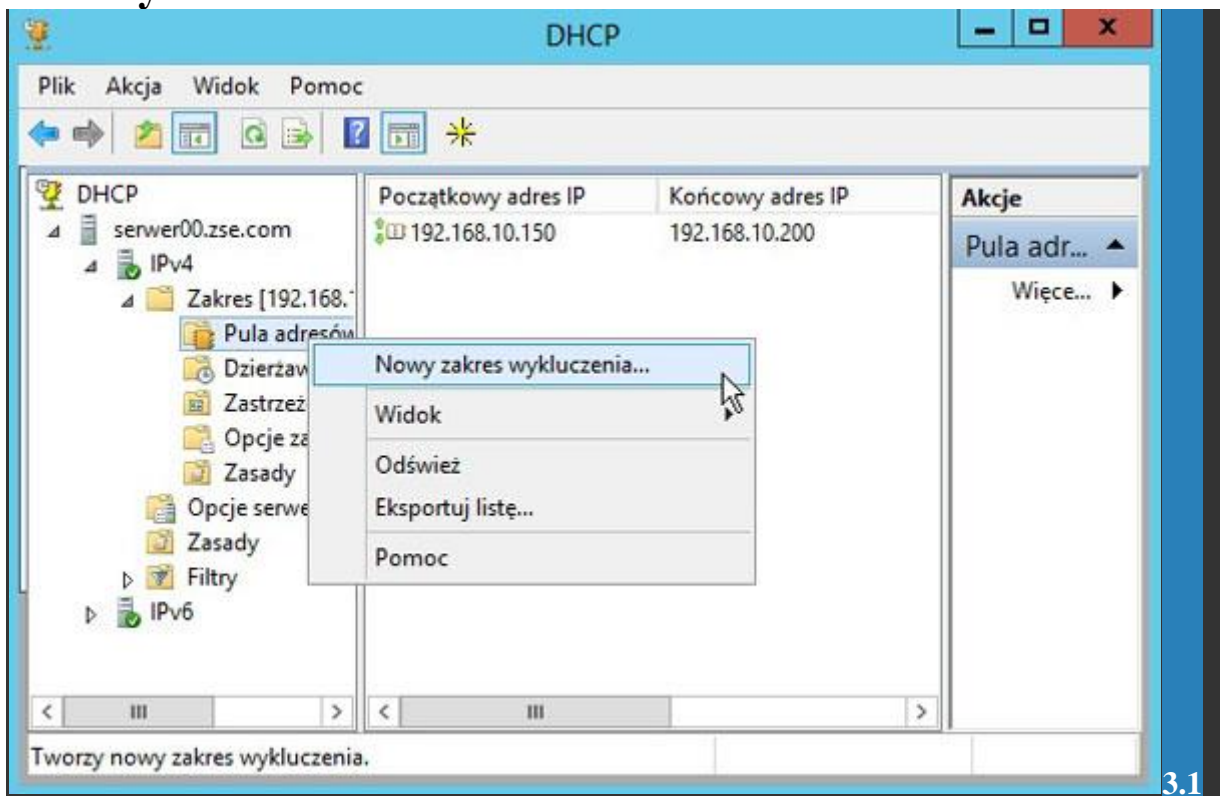 DHCP
Plik Akcja Widok Pomoc
DHCP
serwer00.zse.com
IPv4
Zakres [192.168.
Pula adresów
Dzierżaw
Zastrzeż
Opcje za
Zasady
Opcje serwe
Zasady
Filtry
IPv6
Początkowy adres IP Końcowy adres IP
192.168.10.150 192.168.10.200
Nowy zakres wykluczenia...
Widok
Odśwież
Eksportuj listę...
Pomoc
Akcje
Pula adr...
Więce...
Tworzy nowy zakres wykluczenia.
3.1